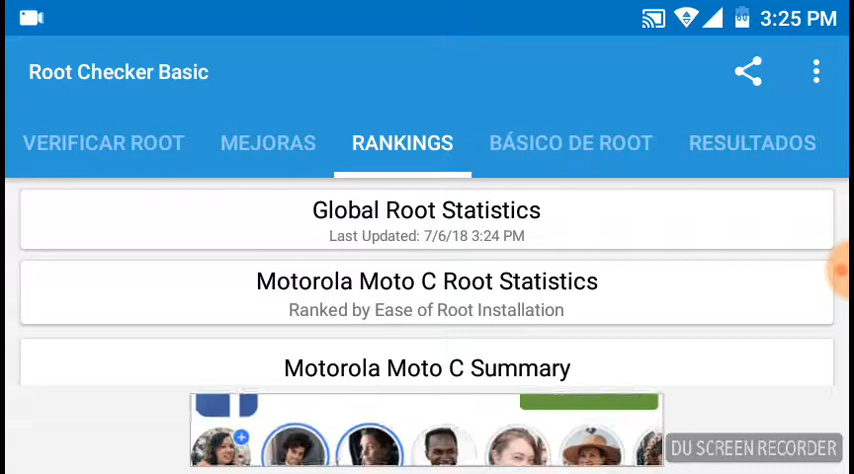 3:25 PM
Root Checker Basic
VERIFICAR ROOT MEJORAS RANKINGS BÁSICO DE ROOT RESULTADOS
Global Root Statistics
Last Updated: 7/6/18 3:24 PM
Motorola Moto C Root Statistics
Ranked by Ease of Root Installation
Motorola Moto C Summary
DU SCREEN RECORDER